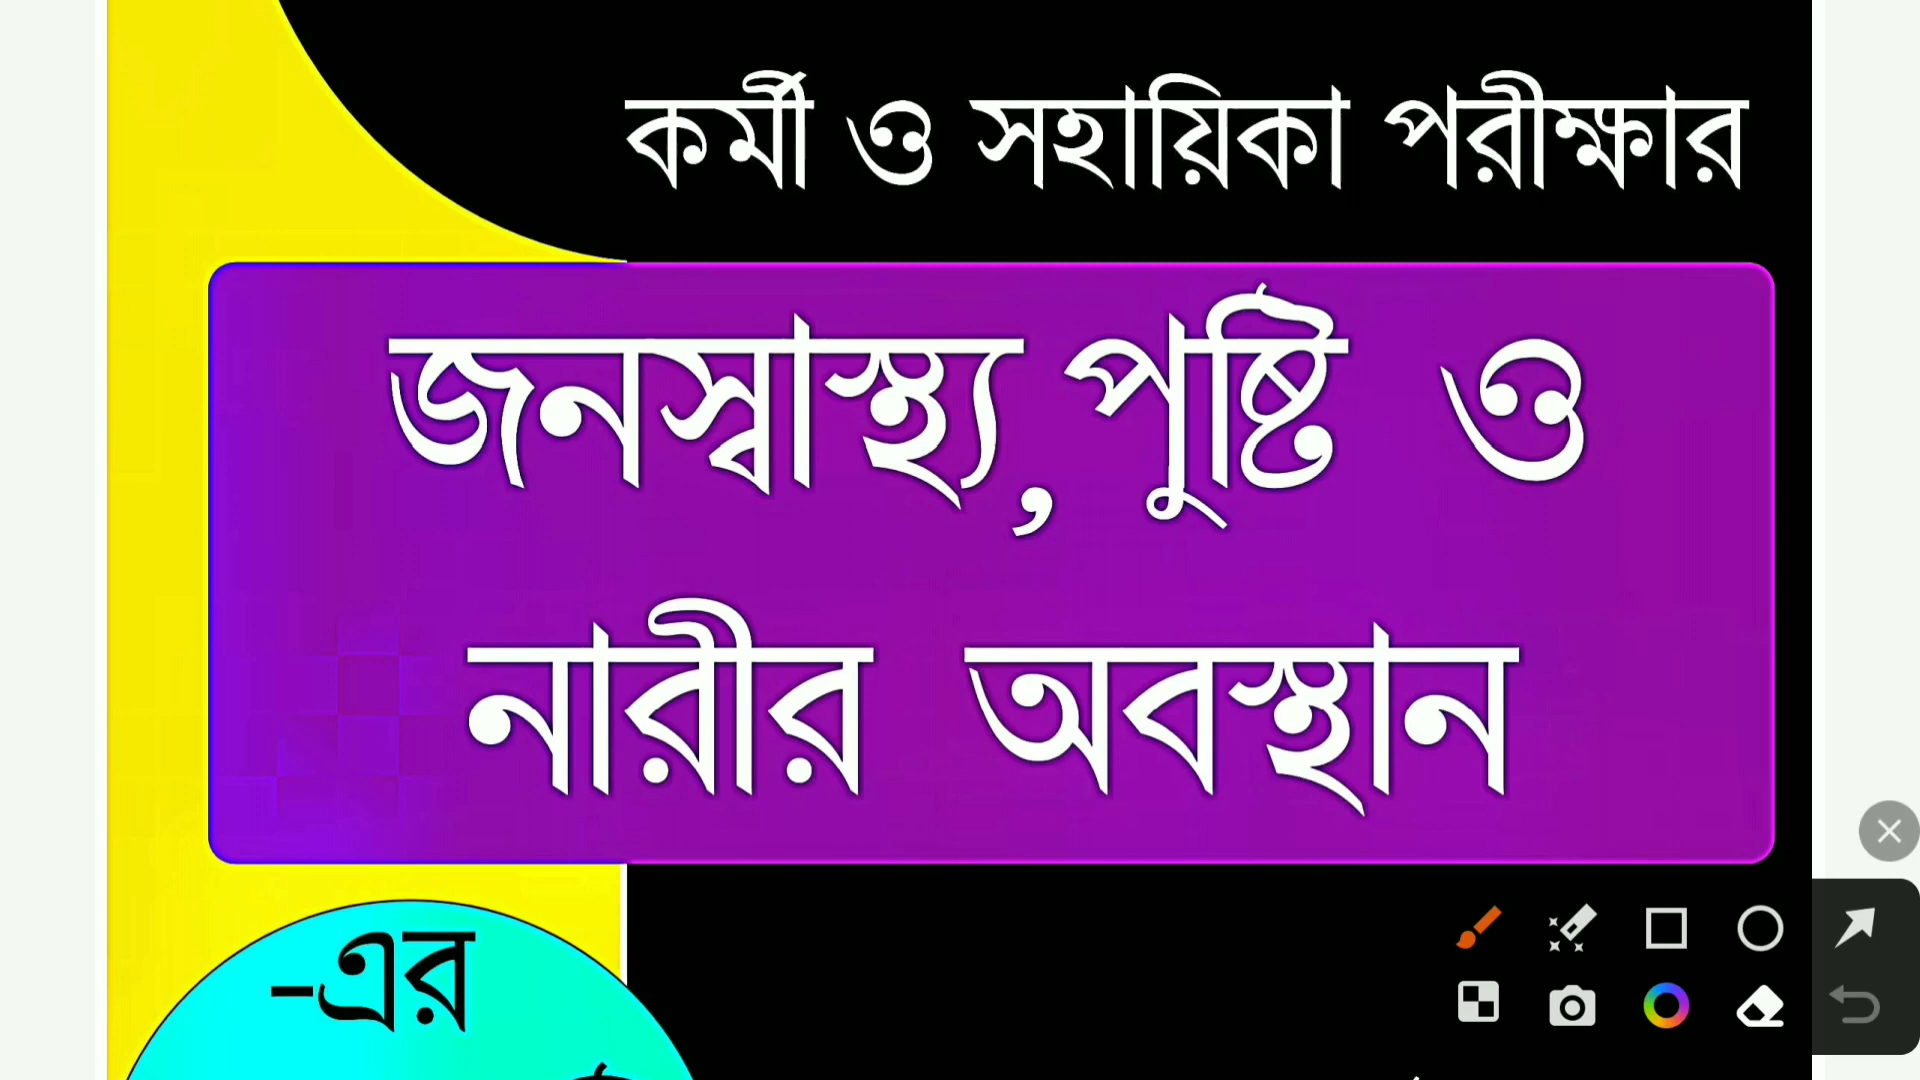 কর্মী ও সহায়িকা পরীক্ষার
জনস্বাস্থ্য,পুষ্টি ও
নারীর অবস্থান
-এর